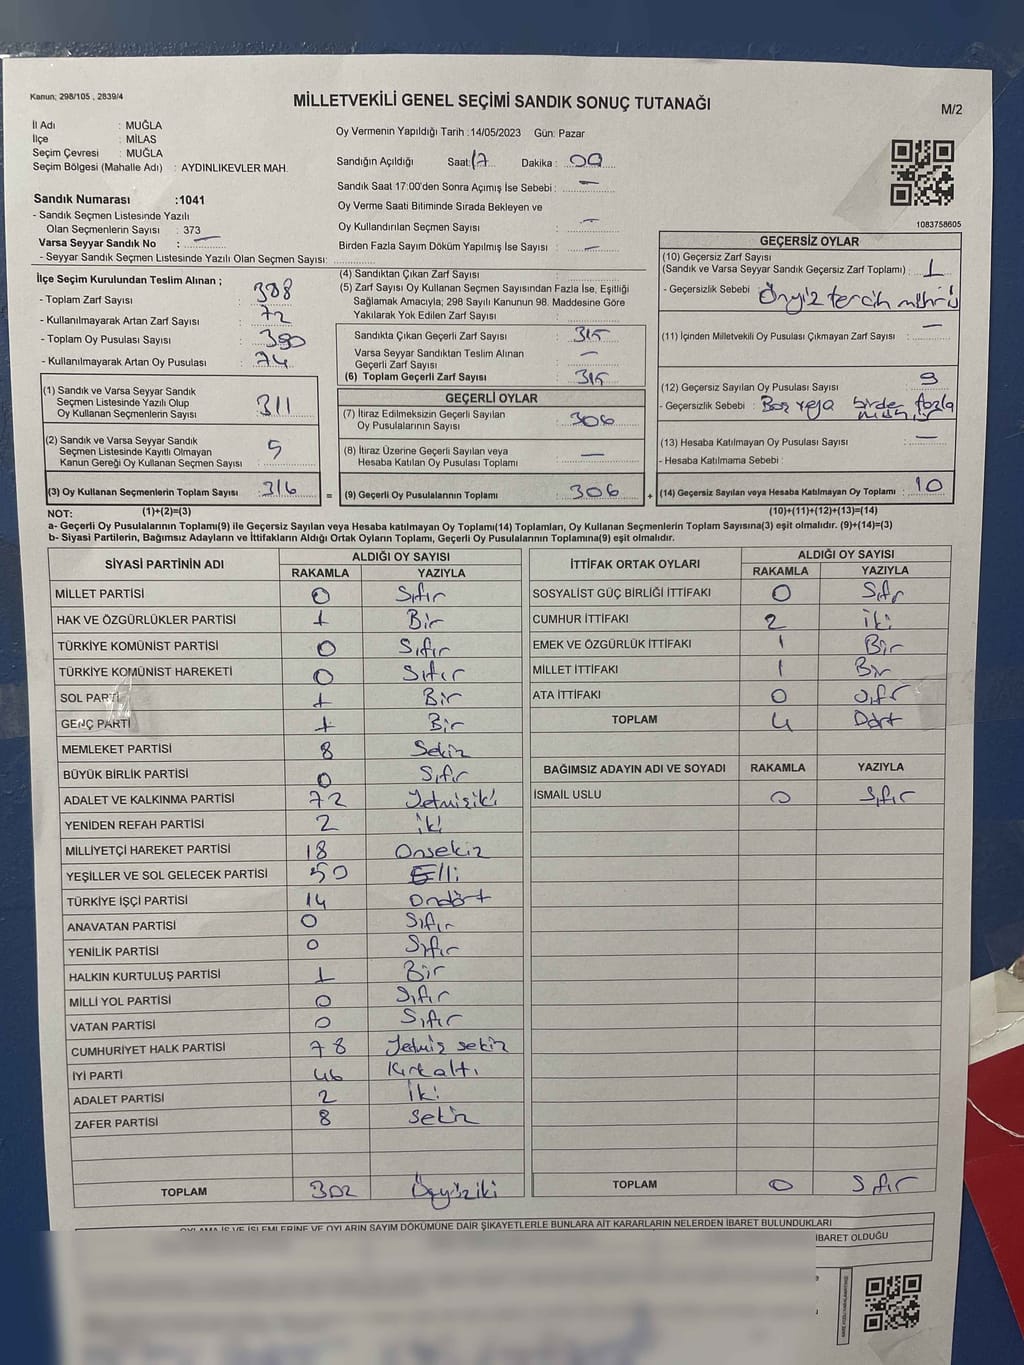 Kanun; 298/105 , 2839/4
MİLLETVEKİLİ GENEL SEÇİMİ SANDIK SONUÇ TUTANAĞI
M/2
İl Adı : MUĞLA
İlçe : MİLAS
Seçim Çevresi : MUĞLA
Seçim Bölgesi (Mahalle Adı) : AYDINLIKEVLER MAH.
Sandık Numarası :1041
- Sandık Seçmen Listesinde Yazılı
Olan Seçmenlerin Sayısı : 373
Varsa Seyyar Sandık No : —
- Seyyar Sandık Seçmen Listesinde Yazılı Olan Seçmen Sayısı:
Oy Vermenin Yapıldığı Tarih :14/05/2023 Gün: Pazar
Sandığın Açıldığı Saat: 17 Dakika : 00
Sandık Saat 17:00'den Sonra Açımış İse Sebebi : —
Oy Verme Saati Bitiminde Sırada Bekleyen ve
Oy Kullandırılan Seçmen Sayısı : —
Birden Fazla Sayım Döküm Yapılmış İse Sayısı : —
1083758605
İlçe Seçim Kurulundan Teslim Alınan ;
- Toplam Zarf Sayısı : 388
- Kullanılmayarak Artan Zarf Sayısı : 72
- Toplam Oy Pusulası Sayısı : 390
- Kullanılmayarak Artan Oy Pusulası : 74
(4) Sandıktan Çıkan Zarf Sayısı :
(5) Zarf Sayısı Oy Kullanan Seçmen Sayısından Fazla İse, Eşitliği
Sağlamak Amacıyla; 298 Sayılı Kanunun 98. Maddesine Göre
Yakılarak Yok Edilen Zarf Sayısı :
Sandıkta Çıkan Geçerli Zarf Sayısı : 315
Varsa Seyyar Sandıktan Teslim Alınan
Geçerli Zarf Sayısı : —
(6) Toplam Geçerli Zarf Sayısı : 315
GEÇERSİZ OYLAR
(10) Geçersiz Zarf Sayısı
(Sandık ve Varsa Seyyar Sandık Geçersiz Zarf Toplamı) : 1
- Geçersizlik Sebebi : tercih mührü
(11) İçinden Milletvekili Oy Pusulası Çıkmayan Zarf Sayısı : —
(12) Geçersiz Sayılan Oy Pusulası Sayısı : 9
- Geçersizlik Sebebi : Boş veya birden fazla mühür
(13) Hesaba Katılmayan Oy Pusulası Sayısı : —
- Hesaba Katılmama Sebebi :
(14) Geçersiz Sayılan veya Hesaba Katılmayan Oy Toplamı : 10
(10)+(11)+(12)+(13)=(14)
(1) Sandık ve Varsa Seyyar Sandık
Seçmen Listesinde Yazılı Olup
Oy Kullanan Seçmenlerin Sayısı : 311
(2) Sandık ve Varsa Seyyar Sandık
Seçmen Listesinde Kayıtlı Olmayan
Kanun Gereği Oy Kullanan Seçmen Sayısı : 5
(3) Oy Kullanan Seçmenlerin Toplam Sayısı : 316 =
GEÇERLİ OYLAR
(7) İtiraz Edilmeksizin Geçerli Sayılan
Oy Pusulalarının Sayısı : 306
(8) İtiraz Üzerine Geçerli Sayılan veya
Hesaba Katılan Oy Pusulası Toplamı : —
(9) Geçerli Oy Pusulalarının Toplamı : 306 +
NOT: (1)+(2)=(3)
a- Geçerli Oy Pusulalarının Toplamı(9) ile Geçersiz Sayılan veya Hesaba katılmayan Oy Toplamı(14) Toplamları, Oy Kullanan Seçmenlerin Toplam Sayısına(3) eşit olmalıdır. (9)+(14)=(3)
b- Siyasi Partilerin, Bağımsız Adayların ve İttifakların Aldığı Ortak Oyların Toplamı, Geçerli Oy Pusulalarının Toplamına(9) eşit olmalıdır.
SİYASİ PARTİNİN ADI ALDIĞI OY SAYISI
RAKAMLA YAZIYLA
MİLLET PARTİSİ 0 Sıfır
HAK VE ÖZGÜRLÜKLER PARTİSİ 1 Bir
TÜRKİYE KOMÜNİST PARTİSİ 0 Sıfır
TÜRKİYE KOMÜNİST HAREKETİ 0 Sıfır
SOL PARTİ 1 Bir
GENÇ PARTİ 1 Bir
MEMLEKET PARTİSİ 8 Sekiz
BÜYÜK BİRLİK PARTİSİ 0 Sıfır
ADALET VE KALKINMA PARTİSİ 72 Yetmişiki
YENİDEN REFAH PARTİSİ 2 iki
MİLLİYETÇİ HAREKET PARTİSİ 18 Onsekiz
YEŞİLLER VE SOL GELECEK PARTİSİ 50 Elli
TÜRKİYE İŞÇİ PARTİSİ 14 Ondört
ANAVATAN PARTİSİ 0 Sıfır
YENİLİK PARTİSİ 0 Sıfır
HALKIN KURTULUŞ PARTİSİ 1 Bir
MİLLİ YOL PARTİSİ 0 Sıfır
VATAN PARTİSİ 0 Sıfır
CUMHURİYET HALK PARTİSİ 78 Yetmiş sekiz
İYİ PARTİ 46 Kırkaltı
ADALET PARTİSİ 2 İki
ZAFER PARTİSİ 8 Sekiz
TOPLAM 302 Üçyüziki
İTTİFAK ORTAK OYLARI ALDIĞI OY SAYISI
RAKAMLA YAZIYLA
SOSYALİST GÜÇ BİRLİĞİ İTTİFAKI 0 Sıfır
CUMHUR İTTİFAKI 2 iki
EMEK VE ÖZGÜRLÜK İTTİFAKI 1 Bir
MİLLET İTTİFAKI 1 Bir
ATA İTTİFAKI 0 sıfır
TOPLAM 4 Dört
BAĞIMSIZ ADAYIN ADI VE SOYADI RAKAMLA YAZIYLA
İSMAIL USLU 0 Sıfır
TOPLAM 0 Sıfır
OYLAMA İŞ VE İŞLEMLERİNE VE OYLARIN SAYIM DÖKÜMÜNE DAİR ŞİKAYETLERLE BUNLARA AİT KARARLARIN NELERDEN İBARET BULUNDUKLARI
İBARET OLDUĞU